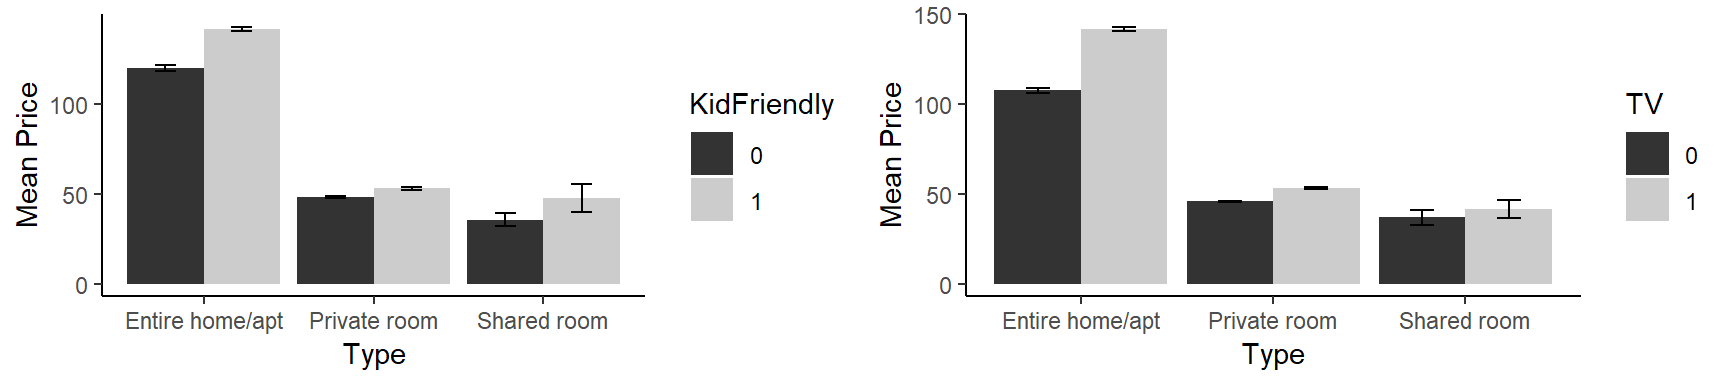 Mean Price
100
50
0
Entire home/apt
Private room
Shared room
Type
KidFriendly
0
1
Mean Price
150
100
50
0
Entire home/apt
Private room
Shared room
Type
TV
0
1